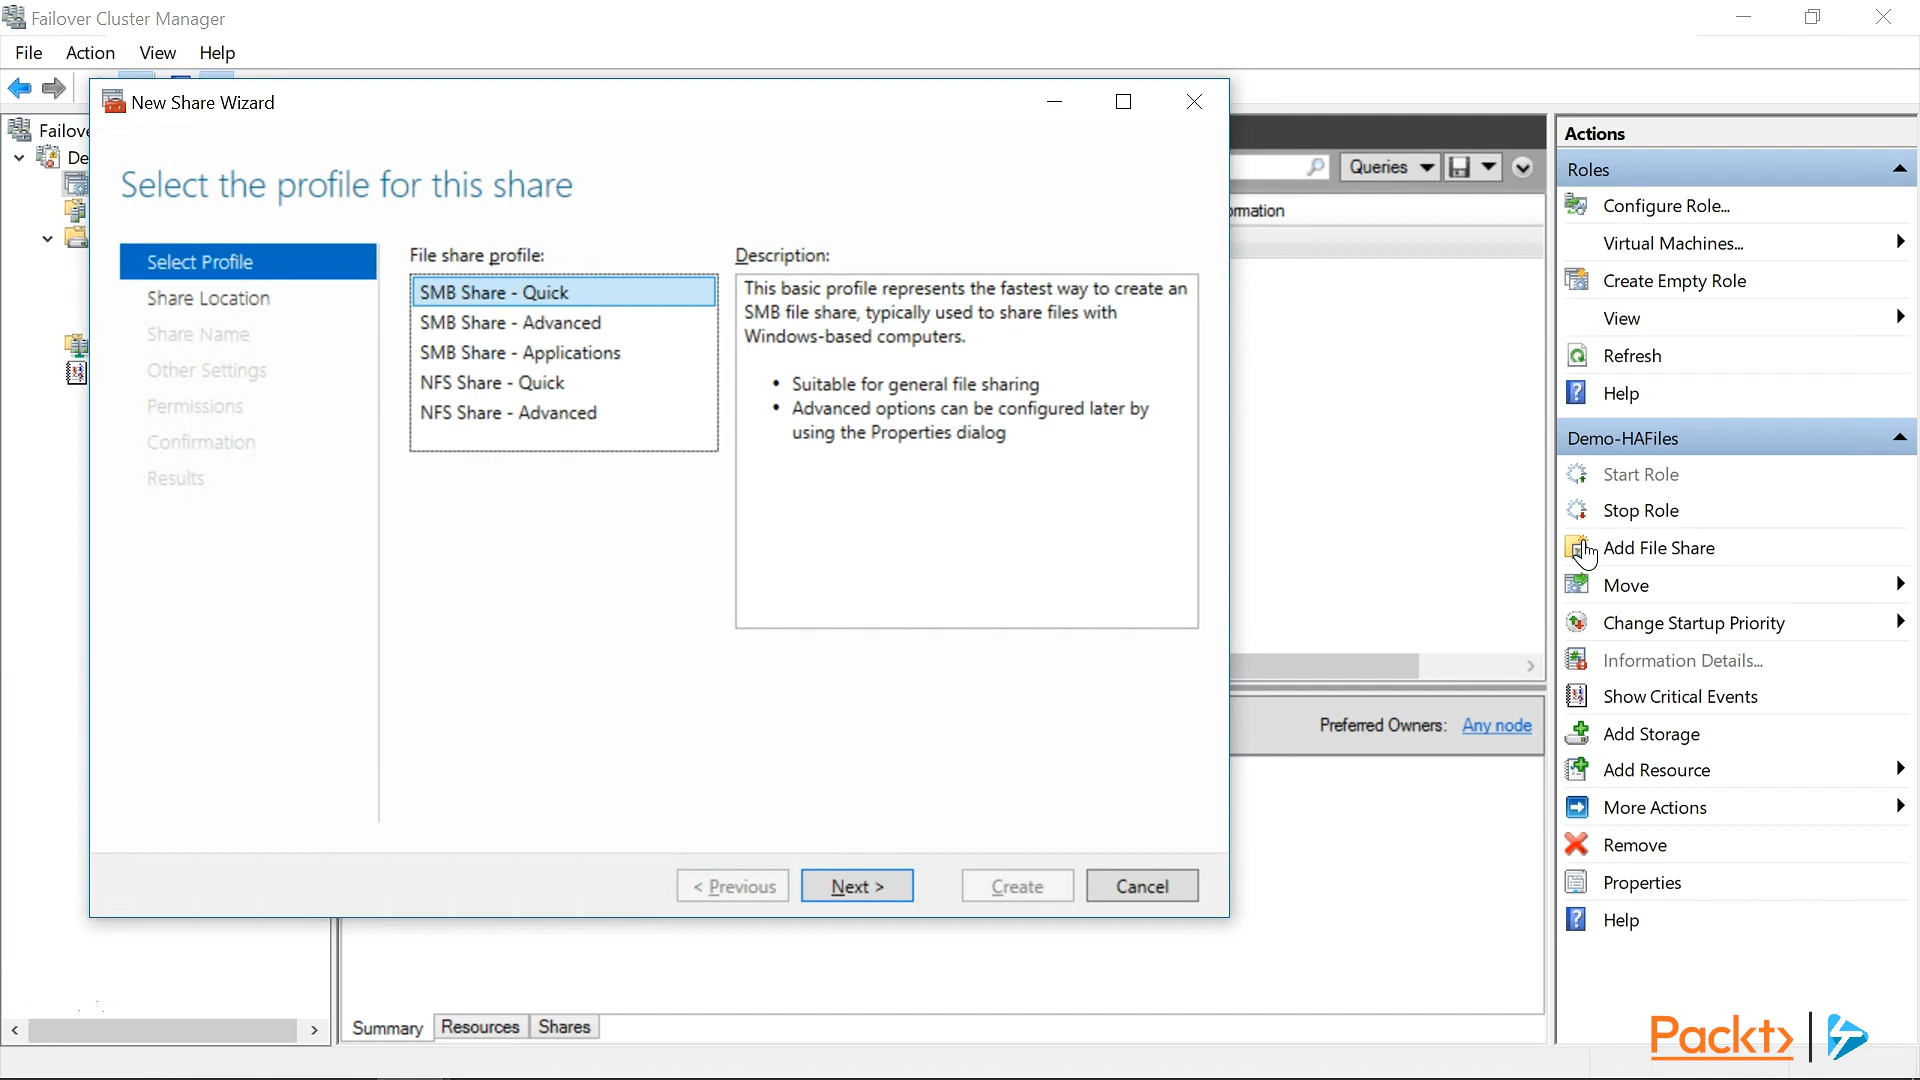 Failover Cluster Manager
File Action View Help
New Share Wizard
Select the profile for this share
Select Profile
Share Location
Share Name
Other Settings
Permissions
Confirmation
Results
File share profile:
SMB Share - Quick
SMB Share - Advanced
SMB Share - Applications
NFS Share - Quick
NFS Share - Advanced
Description:
This basic profile represents the fastest way to create an
SMB file share, typically used to share files with
Windows-based computers.
• Suitable for general file sharing
• Advanced options can be configured later by
using the Properties dialog
< Previous
Next >
Create
Cancel
Failove
De
Queries
mation
Preferred Owners: Any node
Summary Resources Shares
Actions
Roles
Configure Role...
Virtual Machines...
Create Empty Role
View
Refresh
Help
Demo-HAFiles
Start Role
Stop Role
Add File Share
Move
Change Startup Priority
Information Details...
Show Critical Events
Add Storage
Add Resource
More Actions
Remove
Properties
Help
Packt>